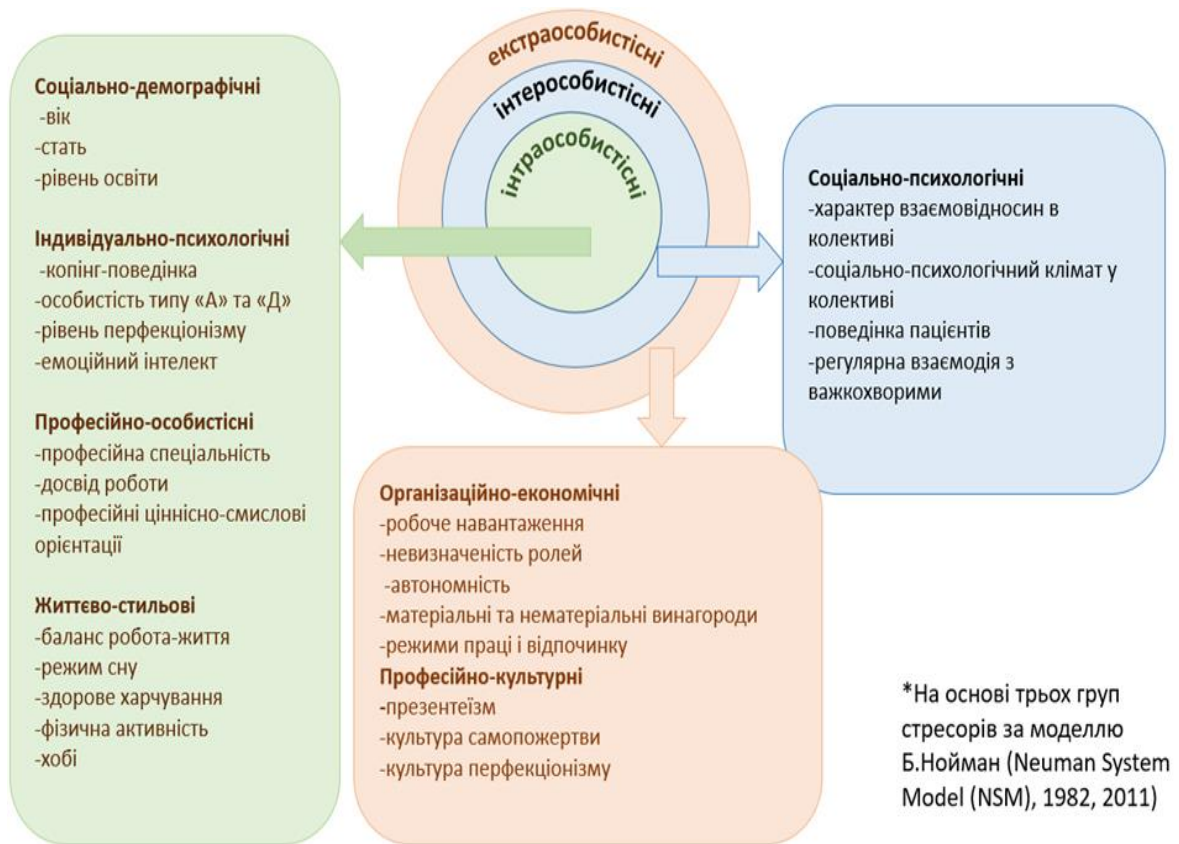 екстраособистісні
інтерособистісні
інтраособистісні
Соціально-демографічні
-вік
-стать
-рівень освіти
Індивідуально-психологічні
-копінг-поведінка
-особистість типу «А» та «Д»
-рівень перфекціонізму
-емоційний інтелект
Професійно-особистісні
-професійна спеціальність
-досвід роботи
-професійні ціннісно-смислові
орієнтації
Життєво-стильові
-баланс робота-життя
-режим сну
-здорове харчування
-фізична активність
-хобі
Соціально-психологічні
-характер взаємовідносин в
колективі
-соціально-психологічний клімат у
колективі
-поведінка пацієнтів
-регулярна взаємодія з
важкохворими
Організаційно-економічні
-робоче навантаження
-невизначеність ролей
-автономність
-матеріальні та нематеріальні винагороди
-режими праці і відпочинку
Професійно-культурні
-презентеїзм
-культура самопожертви
-культура перфекціонізму
*На основі трьох груп
стресорів за моделлю
Б.Нойман (Neuman System
Model (NSM), 1982, 2011)